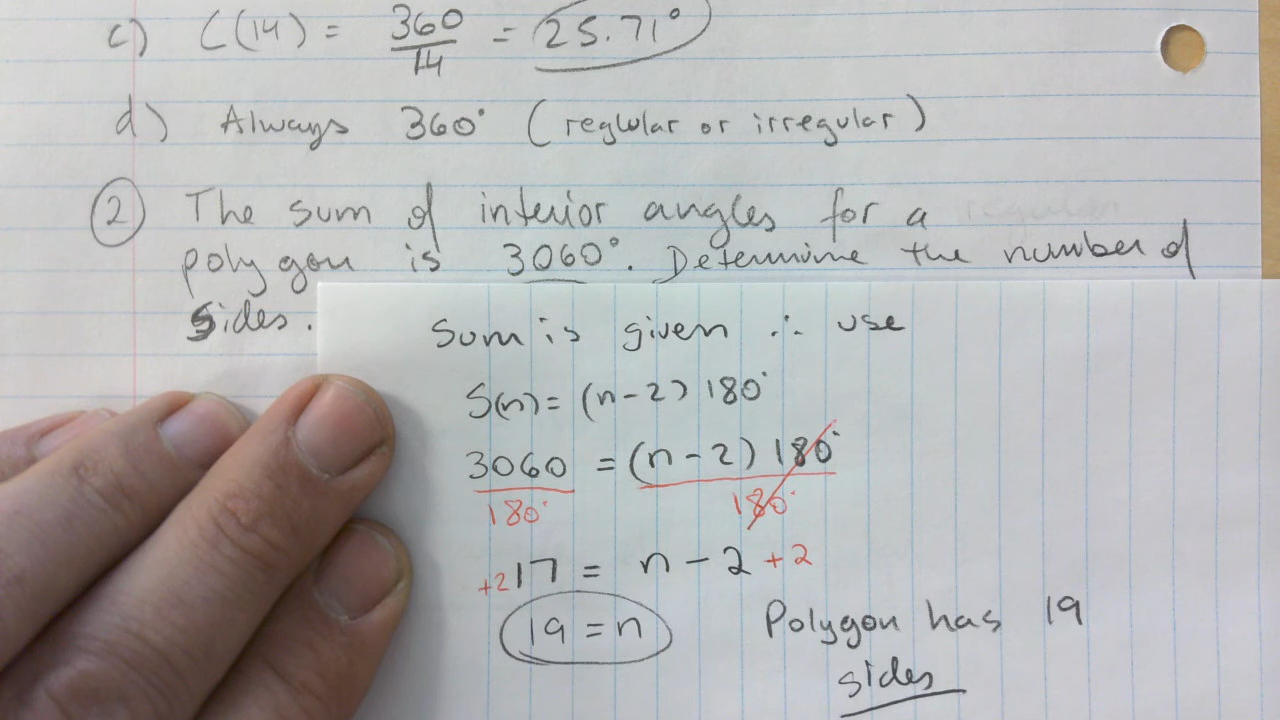 c) C(14) = 360/14 = 25.71°
d) Always 360° (reglular or irregular)
2 The sum of interior angles for a regular
polygon is 3060°. Determine the number of
sides.
Sum is given ∴ use
S(n) = (n-2) 180°
3060 = (n-2) 180°
180° 180°
+2 17 = n - 2 +2
19 = n
Polygon has 19
sides